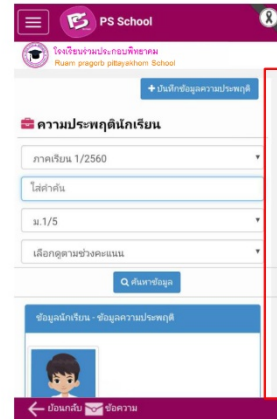 PS School
โรงเรียนร่วมประกอบพิทยาคม
Ruam pragorb pittayakhom School
+ บันทึกข้อมูลความประพฤติ
ความประพฤตินักเรียน
ภาคเรียน 1/2560
ใส่คำค้น
ม.1/5
เลือกดูตามช่วงคะแนน
ค้นหาข้อมูล
ข้อมูลนักเรียน - ข้อมูลความประพฤติ
ย้อนกลับ ข้อความ